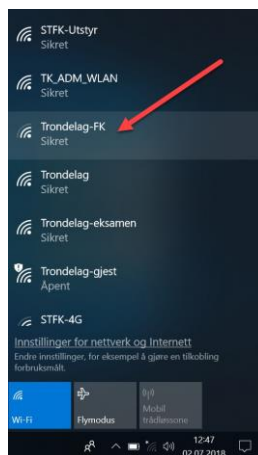 STFK-Utstyr
Sikret
TK_ADM_WLAN
Sikret
Trondelag-FK
Sikret
Trondelag
Sikret
Trondelag-eksamen
Sikret
Trondelag-gjest
Åpent
STFK-4G
Innstillinger for nettverk og Internett
Endre innstillinger, for eksempel å gjøre en tilkobling
forbruksmålt.
Wi-Fi
Flymodus
Mobil
trådløssone
12:47
02.07.2018